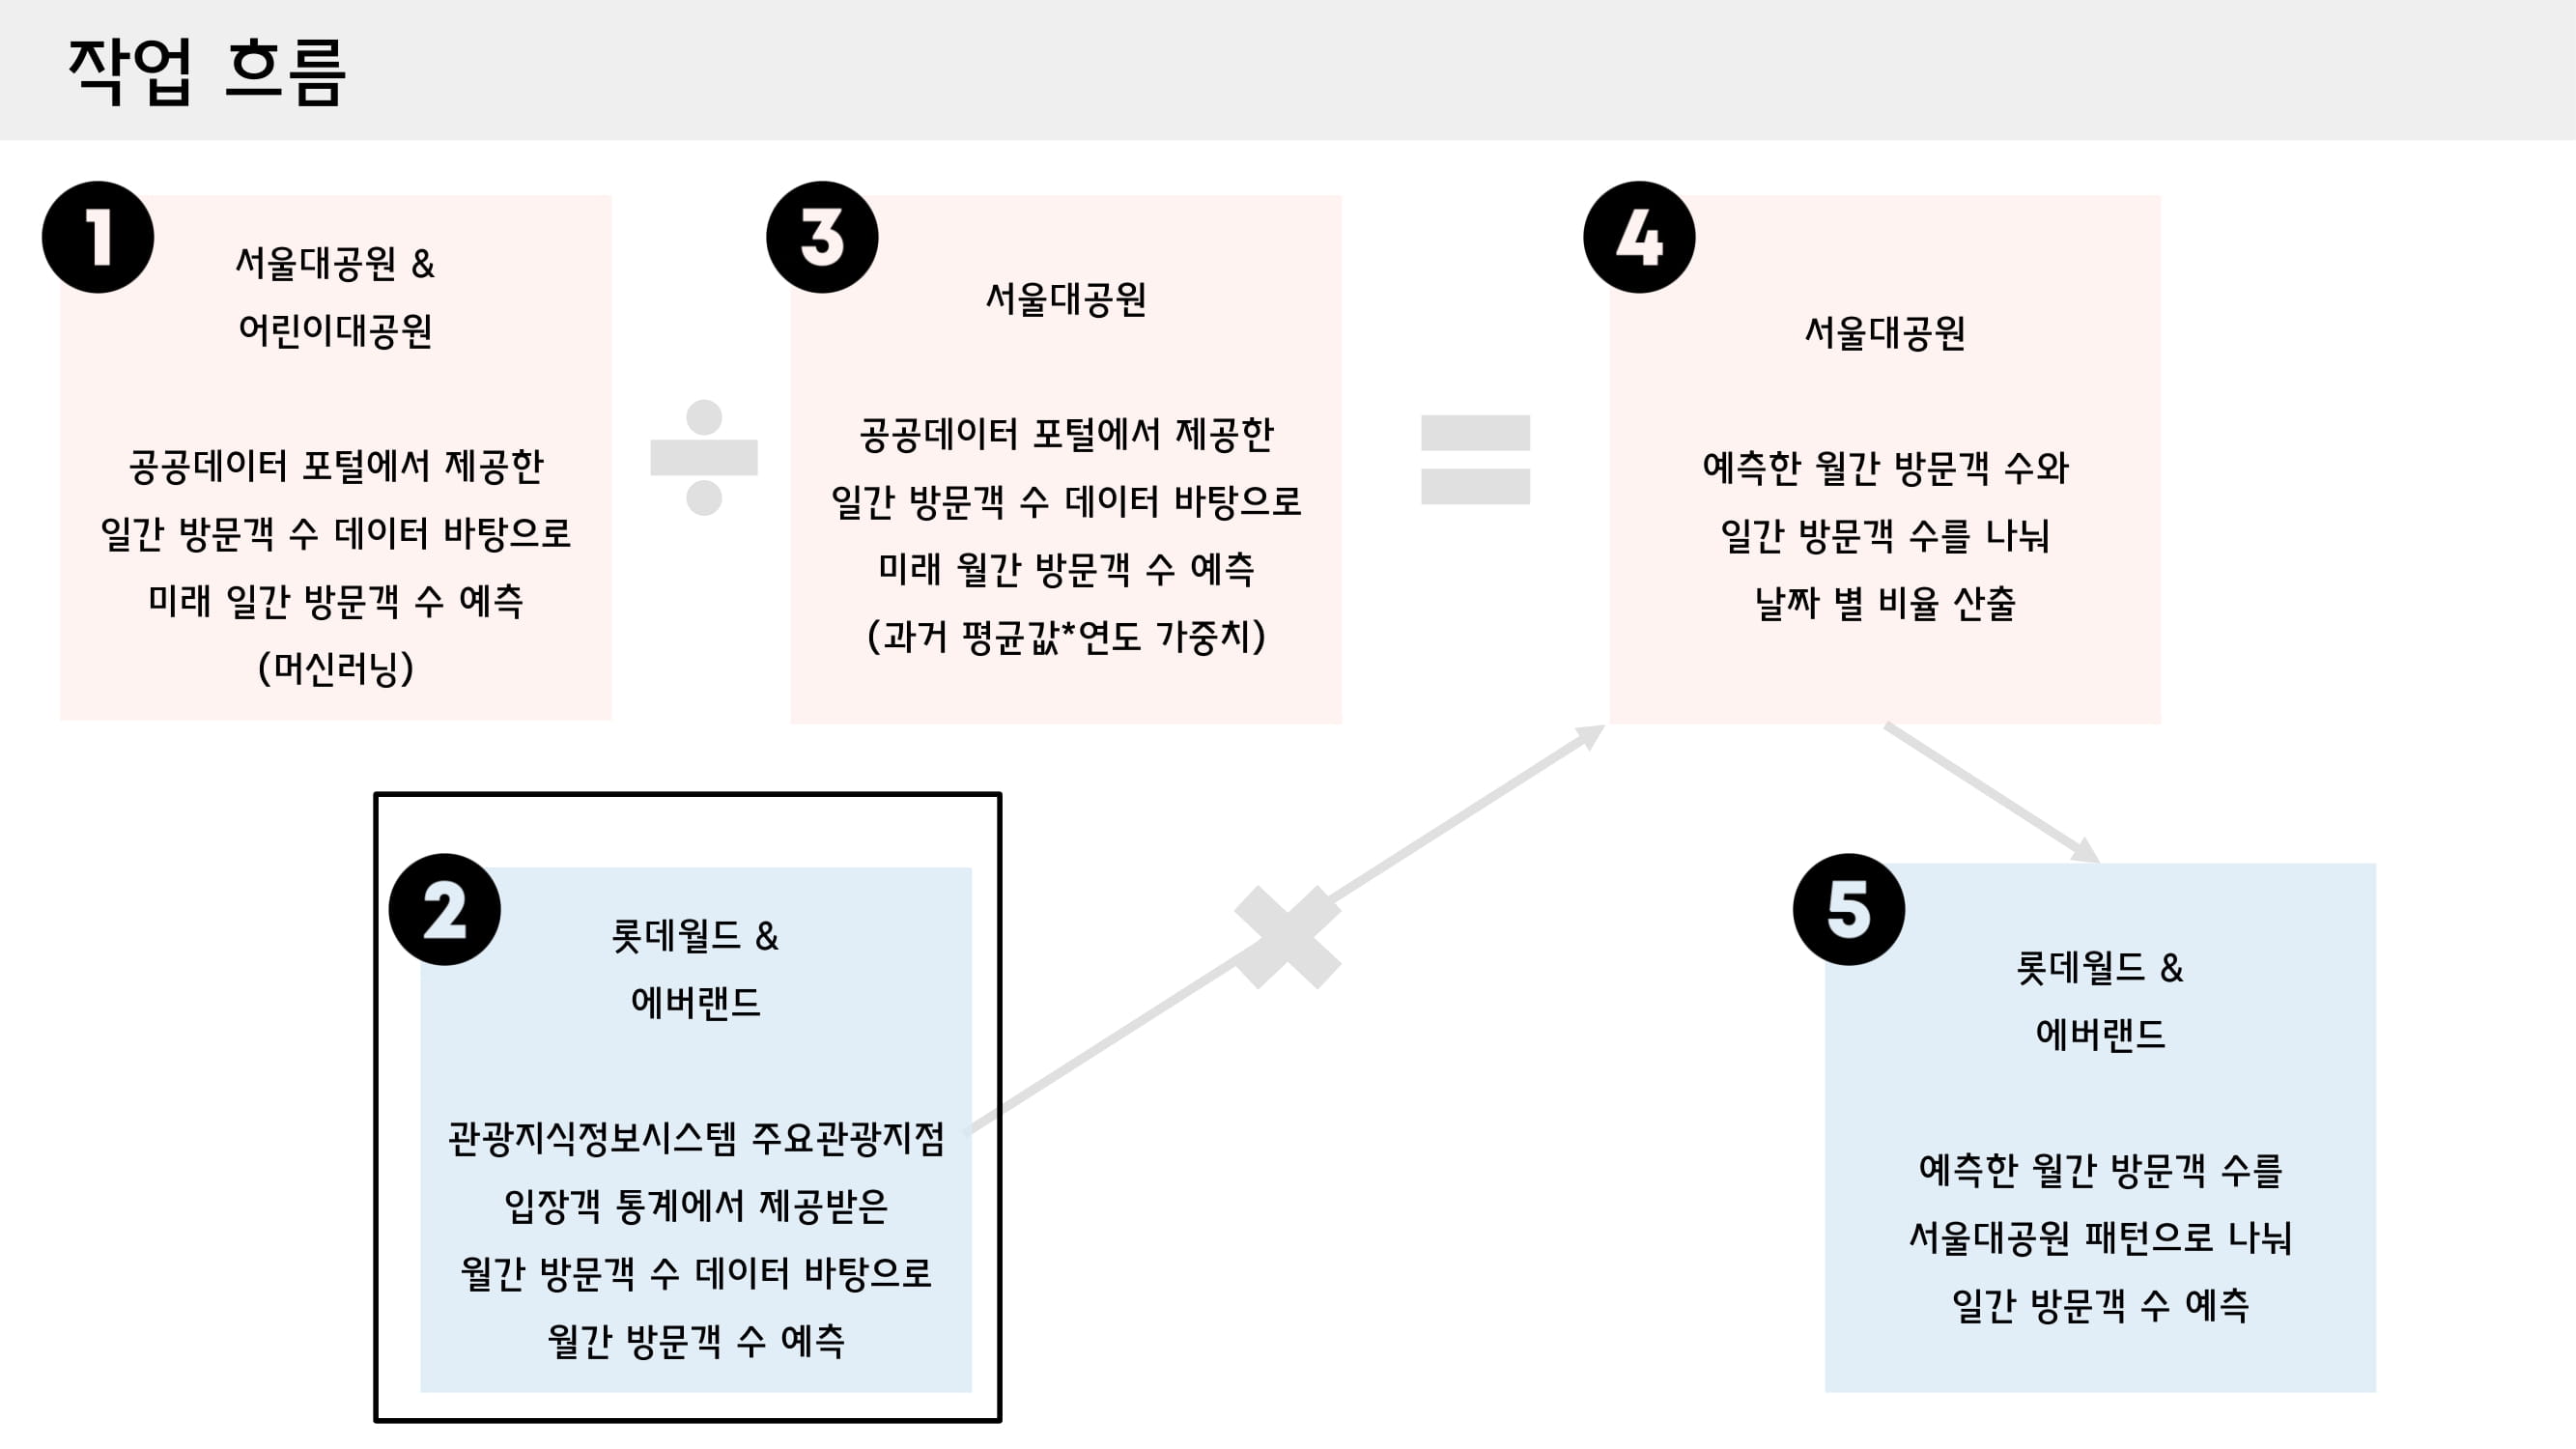 작업 흐름
1
서울대공원 &
어린이대공원
공공데이터 포털에서 제공한
일간 방문객 수 데이터 바탕으로
미래 일간 방문객 수 예측
(머신러닝)
3
서울대공원
공공데이터 포털에서 제공한
일간 방문객 수 데이터 바탕으로
미래 월간 방문객 수 예측
(과거 평균값*연도 가중치)
4
서울대공원
예측한 월간 방문객 수와
일간 방문객 수를 나눠
날짜 별 비율 산출
2
롯데월드 &
에버랜드
관광지식정보시스템 주요관광지점
입장객 통계에서 제공받은
월간 방문객 수 데이터 바탕으로
월간 방문객 수 예측
5
롯데월드 &
에버랜드
예측한 월간 방문객 수를
서울대공원 패턴으로 나눠
일간 방문객 수 예측